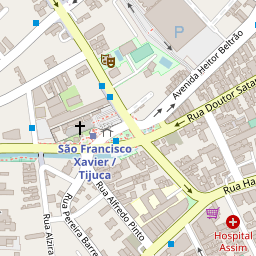 P
Avenida Heitor Beltrão
Rua Doutor Sata
São Francisco
Xavier /
Tijuca
Rua Ha
Rua Alzira
Rua Pereira Barre
Rua Alfredo Pinto
Hospital
Assim